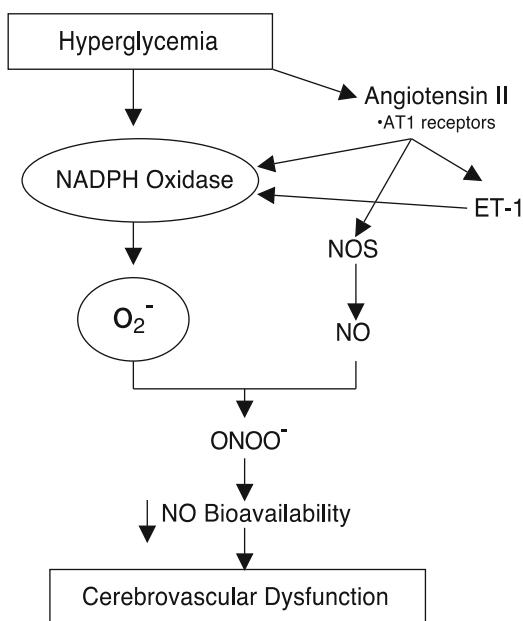 Hyperglycemia
Angiotensin II
•AT1 receptors
NADPH Oxidase
ET-1
NOS
O₂⁻
NO
ONOO⁻
NO Bioavailability
Cerebrovascular Dysfunction